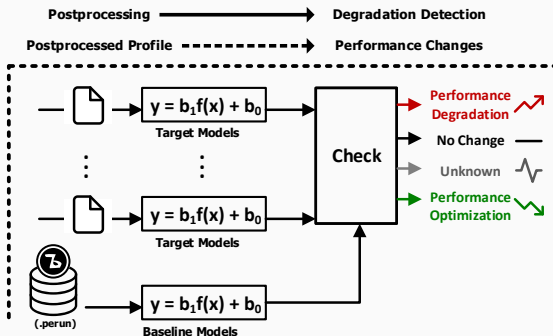 Postprocessing Degradation Detection
Postprocessed Profile Performance Changes
y = b₁f(x) + b₀
Target Models
Performance
Degradation
No Change
Check
Unknown
y = b₁f(x) + b₀
Target Models
Performance
Optimization
(.perun)
y = b₁f(x) + b₀
Baseline Models